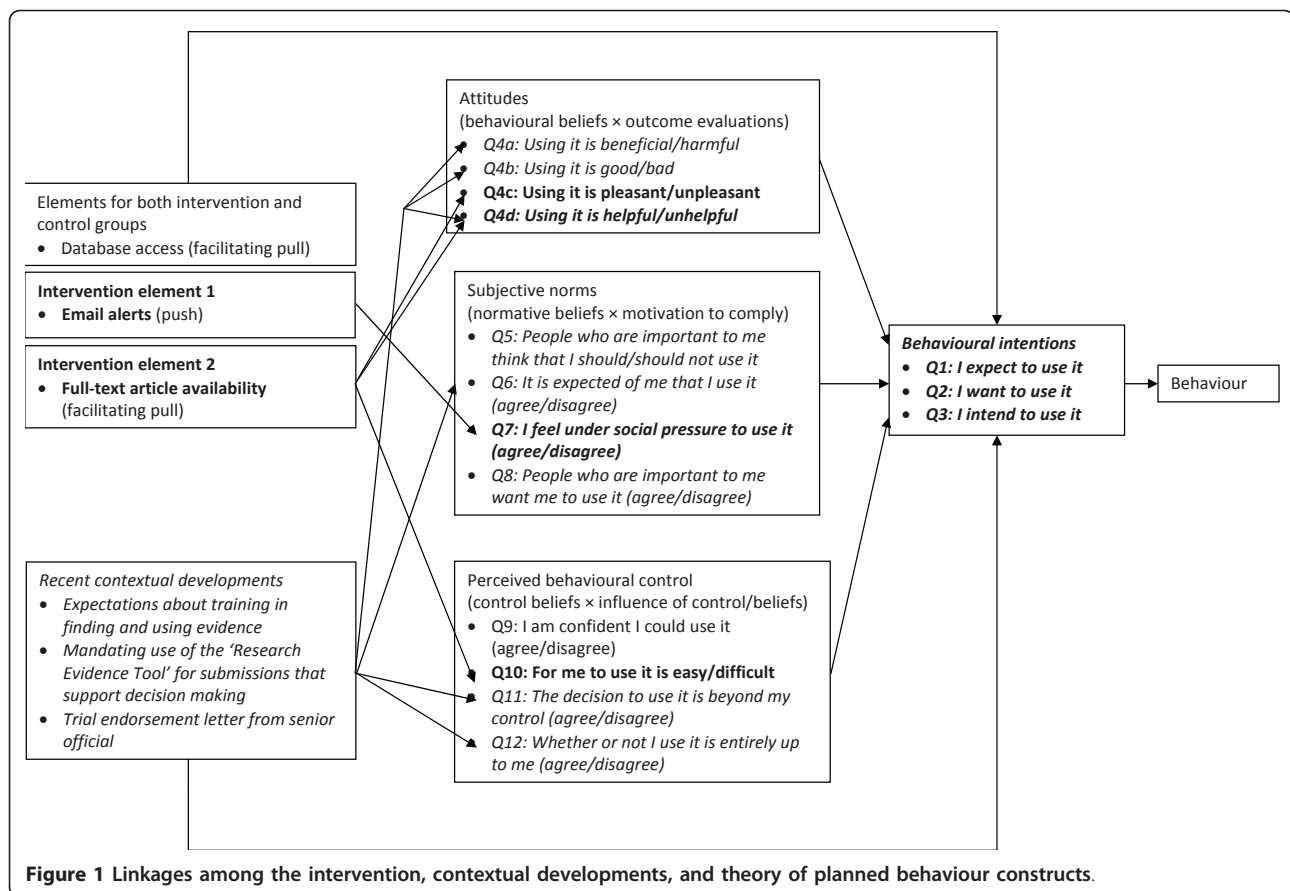 Attitudes
(behavioural beliefs × outcome evaluations)
• Q4a: Using it is beneficial/harmful
• Q4b: Using it is good/bad
• Q4c: Using it is pleasant/unpleasant
• Q4d: Using it is helpful/unhelpful
Elements for both intervention and
control groups
• Database access (facilitating pull)
Intervention element 1
• Email alerts (push)
Intervention element 2
• Full-text article availability
(facilitating pull)
Subjective norms
(normative beliefs × motivation to comply)
• Q5: People who are important to me
think that I should/should not use it
• Q6: It is expected of me that I use it
(agree/disagree)
• Q7: I feel under social pressure to use it
(agree/disagree)
• Q8: People who are important to me
want me to use it (agree/disagree)
Behavioural intentions
• Q1: I expect to use it
• Q2: I want to use it
• Q3: I intend to use it
Behaviour
Recent contextual developments
• Expectations about training in
finding and using evidence
• Mandating use of the ‘Research
Evidence Tool’ for submissions that
support decision making
• Trial endorsement letter from senior
official
Perceived behavioural control
(control beliefs × influence of control/beliefs)
• Q9: I am confident I could use it
(agree/disagree)
• Q10: For me to use it is easy/difficult
• Q11: The decision to use it is beyond my
control (agree/disagree)
• Q12: Whether or not I use it is entirely up
to me (agree/disagree)
Figure 1 Linkages among the intervention, contextual developments, and theory of planned behaviour constructs.